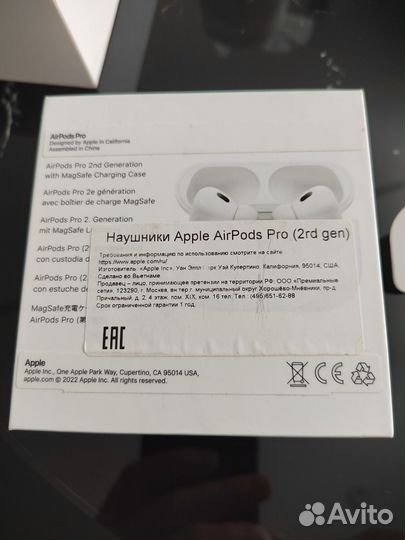 AirPods Pro
Designed by Apple in California
Assembled in China
AirPods Pro 2nd Generation
with MagSafe Charging Case
AirPods Pro 2e génération
avec boîtier de charge MagSafe
AirPods Pro 2. Generation
mit MagSafe
AirPods Pro
con custodia
AirPods Pro (2
con estuche de
MagSafe充電ケ
AirPods Pro (第
Наушники Apple AirPods Pro (2rd gen)
Требования и информацию по использованию смотрите на сайте
https://www.apple.com/ru/
Изготовитель: «Apple Inc», Уан Эппл Парк Уэй Купертино, Калифорния, 95014, США.
Сделано во Вьетнаме.
Продавец – лицо, принимающее претензии на территории РФ: ООО «Премиальные
сети», 123290, г. Москва, вн тер г. муниципальный округ Хорошёво-Мнёвники, пр-д
Причальный, д. 2, 4 этаж, пом. XIX, ком. 16 тел. Тел.:(495)651-62-88
Срок ограниченной гарантии 1 год.
EAC
Apple
Apple Inc., One Apple Park Way, Cupertino, CA 95014 USA.
apple.com © 2022 Apple Inc. All rights reserved.
CE
Avito